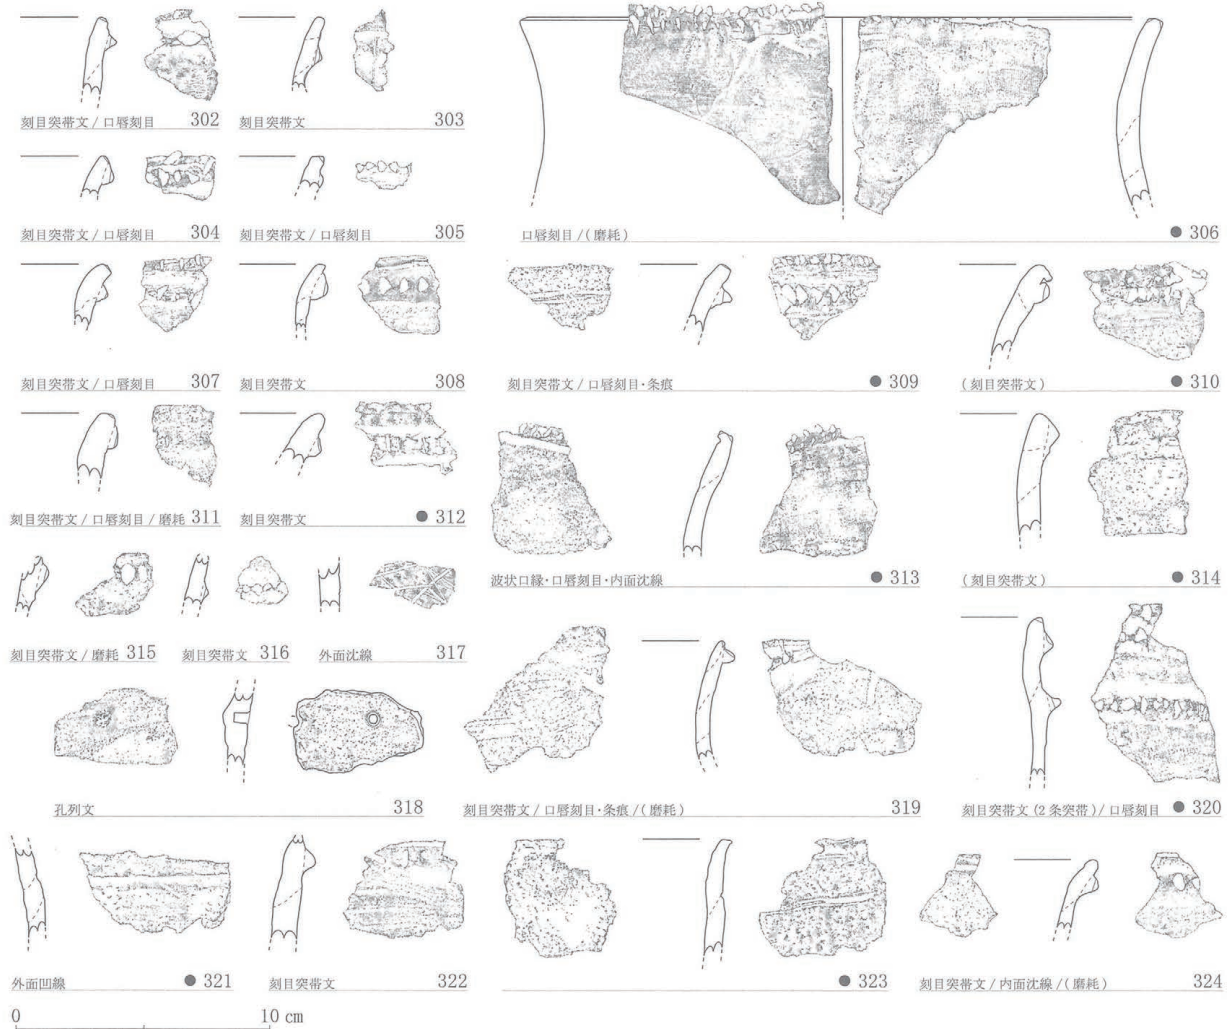 刻目突帯文 / 口唇刻目 302
刻目突帯文 303
刻目突帯文 / 口唇刻目 304
刻目突帯文 / 口唇刻目 305
口唇刻目 /(磨耗) ● 306
刻目突帯文 / 口唇刻目 307
刻目突帯文 308
刻目突帯文 / 口唇刻目・条痕 ● 309
(刻目突帯文) ● 310
刻目突帯文 / 口唇刻目 / 磨耗 311
刻目突帯文 ● 312
波状口縁・口唇刻目・内面沈線 ● 313
(刻目突帯文) ● 314
刻目突帯文 / 磨耗 315
刻目突帯文 316
外面沈線 317
孔列文 318
刻目突帯文 / 口唇刻目・条痕 /(磨耗) 319
刻目突帯文 (2条突帯) / 口唇刻目 ● 320
外面凹線 ● 321
刻目突帯文 322
● 323
刻目突帯文 / 内面沈線 /(磨耗) 324
0 10 cm